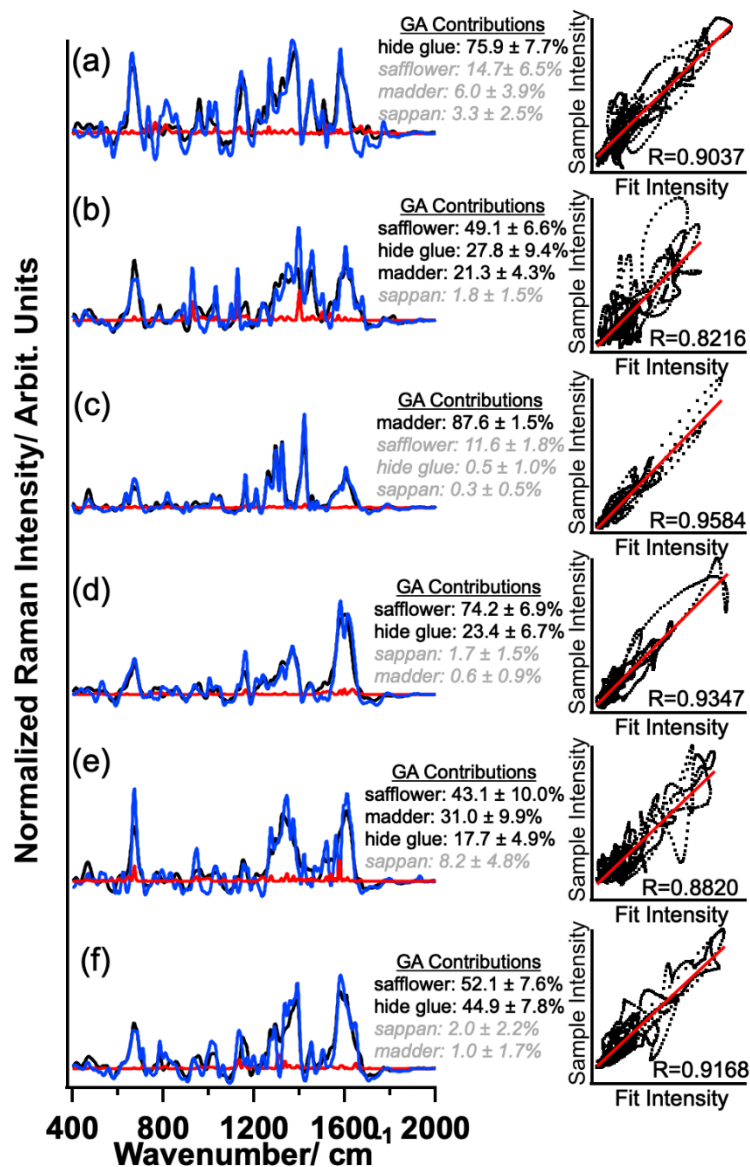 Normalized Raman Intensity/ Arbit. Units
(a)
GA Contributions
hide glue: 75.9 ± 7.7%
safflower: 14.7± 6.5%
madder: 6.0 ± 3.9%
sappan: 3.3 ± 2.5%
Sample Intensity
R=0.9037
Fit Intensity
(b)
GA Contributions
safflower: 49.1 ± 6.6%
hide glue: 27.8 ± 9.4%
madder: 21.3 ± 4.3%
sappan: 1.8 ± 1.5%
Sample Intensity
R=0.8216
Fit Intensity
(c)
GA Contributions
madder: 87.6 ± 1.5%
safflower: 11.6 ± 1.8%
hide glue: 0.5 ± 1.0%
sappan: 0.3 ± 0.5%
Sample Intensity
R=0.9584
Fit Intensity
(d)
GA Contributions
safflower: 74.2 ± 6.9%
hide glue: 23.4 ± 6.7%
sappan: 1.7 ± 1.5%
madder: 0.6 ± 0.9%
Sample Intensity
R=0.9347
Fit Intensity
(e)
GA Contributions
safflower: 43.1 ± 10.0%
madder: 31.0 ± 9.9%
hide glue: 17.7 ± 4.9%
sappan: 8.2 ± 4.8%
Sample Intensity
R=0.8820
Fit Intensity
(f)
GA Contributions
safflower: 52.1 ± 7.6%
hide glue: 44.9 ± 7.8%
sappan: 2.0 ± 2.2%
madder: 1.0 ± 1.7%
Sample Intensity
R=0.9168
Fit Intensity
400 800 1200 1600 2000
Wavenumber/ cm-1